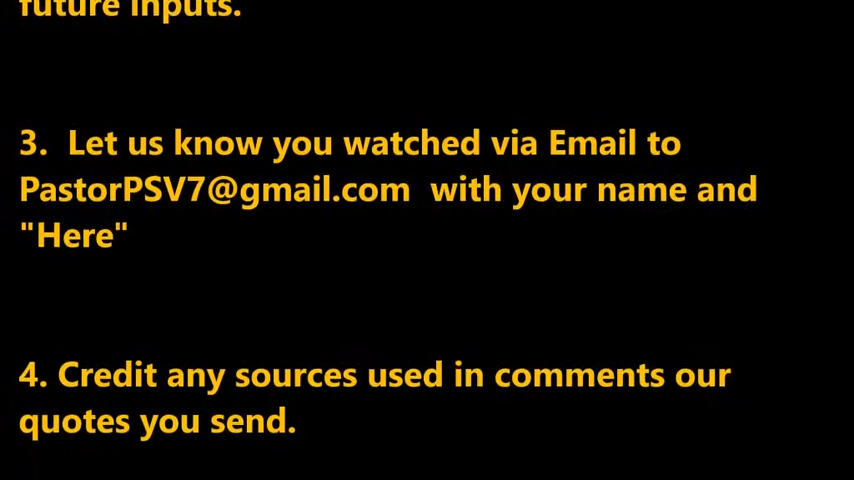 future inputs.
3.  Let us know you watched via Email to
PastorPSV7@gmail.com  with your name and
"Here"
4. Credit any sources used in comments our
quotes you send.